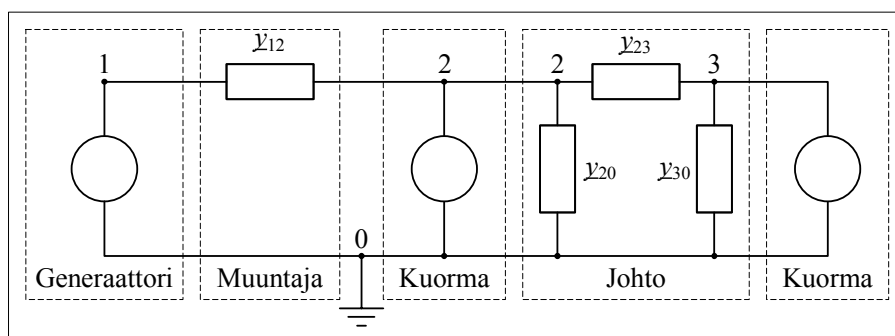 y12
y23
1
2
2
3
y20
y30
0
Generaattori
Muuntaja
Kuorma
Johto
Kuorma